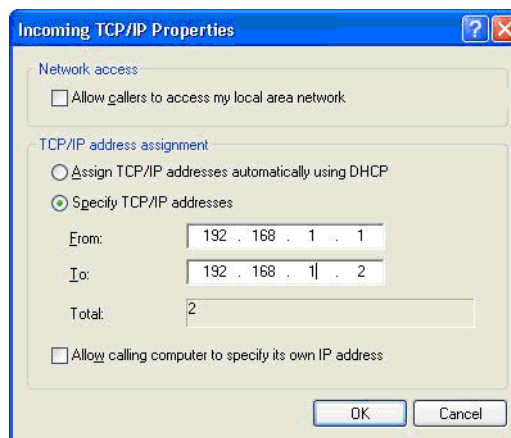 Incoming TCP/IP Properties
Network access
Allow callers to access my local area network
TCP/IP address assignment
Assign TCP/IP addresses automatically using DHCP
Specify TCP/IP addresses
From: 192 . 168 . 1 . 1
To: 192 . 168 . 1 . 2
Total: 2
Allow calling computer to specify its own IP address
OK Cancel